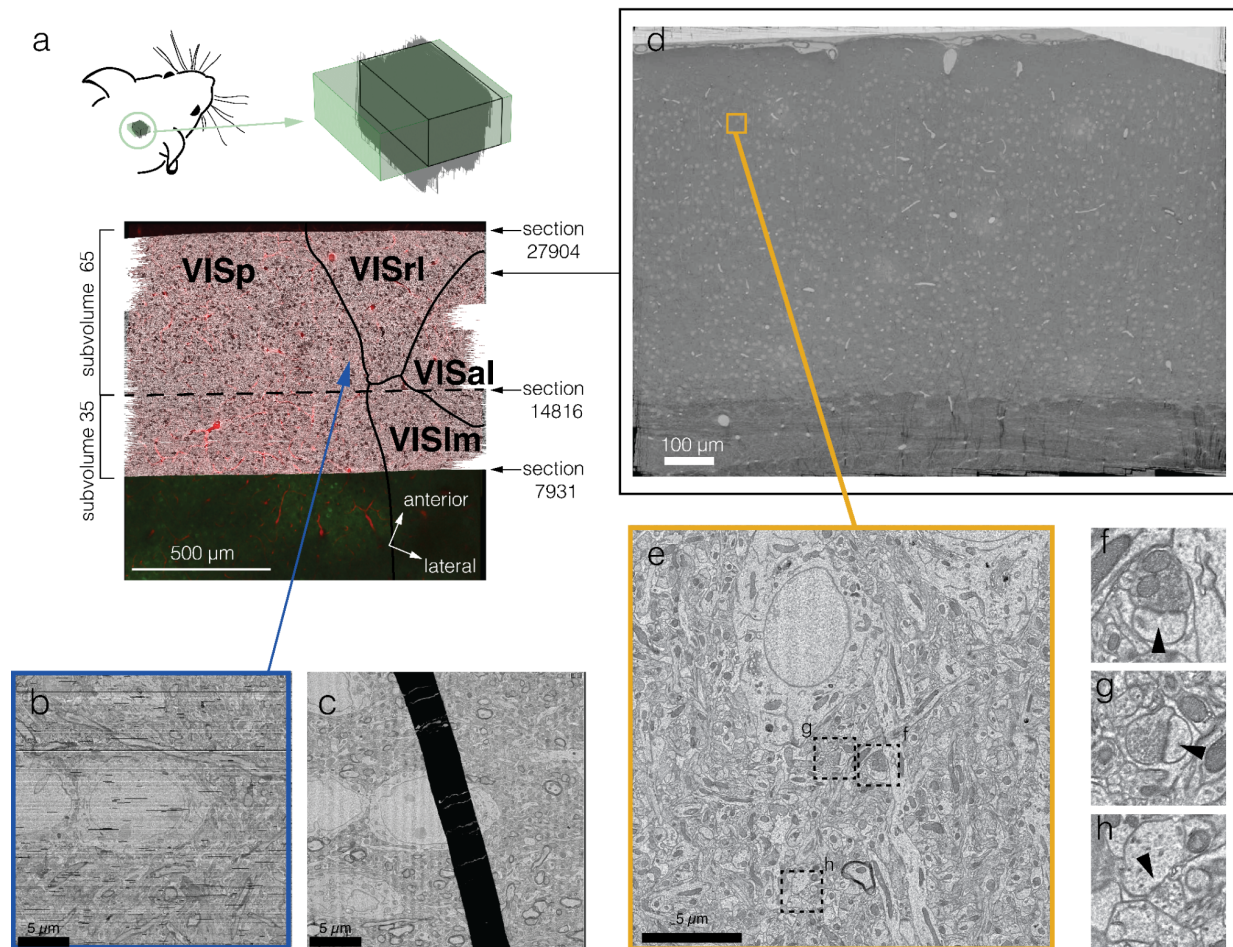 a
d
section
27904
VISp
VISrl
subvolume 65
VISal
section
14816
VISlm
subvolume 35
section
7931
anterior
lateral
500 µm
100 µm
b
5 µm
c
5 µm
e
g
f
h
5 µm
f
g
h